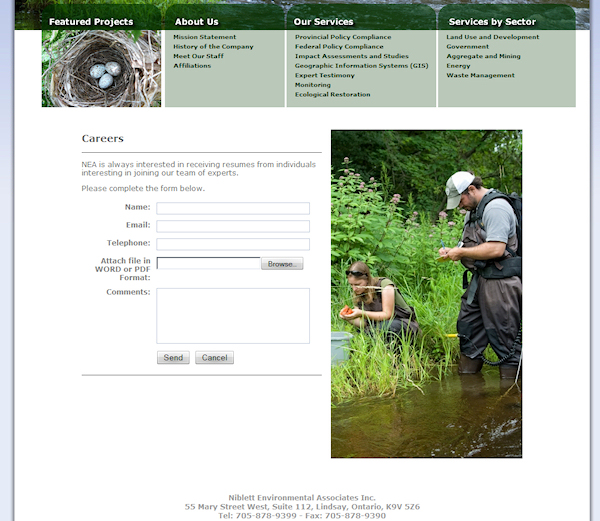 Featured Projects
About Us
Mission Statement
History of the Company
Meet Our Staff
Affiliations
Our Services
Provincial Policy Compliance
Federal Policy Compliance
Impact Assessments and Studies
Geographic Information Systems (GIS)
Expert Testimony
Monitoring
Ecological Restoration
Services by Sector
Land Use and Development
Government
Aggregate and Mining
Energy
Waste Management
Careers
NEA is always interested in receiving resumes from individuals
interesting in joining our team of experts.
Please complete the form below.
Name:
Email:
Telephone:
Attach file in
WORD or PDF
Format:
Browse..
Comments:
Send
Cancel
Niblett Environmental Associates Inc.
55 Mary Street West, Suite 112, Lindsay, Ontario, K9V 5Z6
Tel: 705-878-9399 - Fax: 705-878-9390